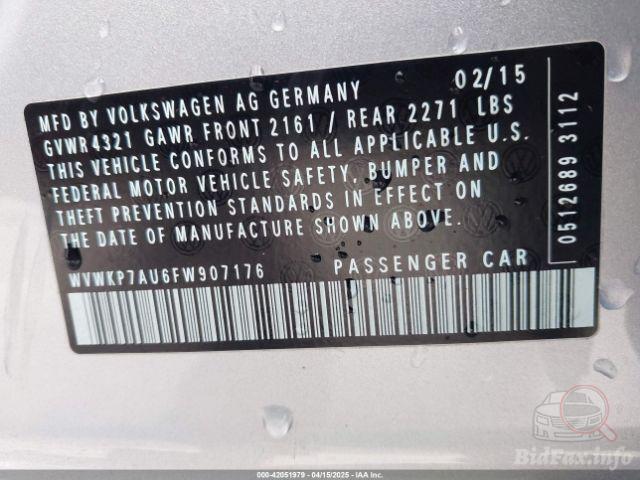 MFD BY VOLKSWAGEN AG GERMANY 02/15
GVWR4321 GAWR FRONT 2161 / REAR 2271 LBS
THIS VEHICLE CONFORMS TO ALL APPLICABLE U.S.
FEDERAL MOTOR VEHICLE SAFETY, BUMPER AND
THEFT PREVENTION STANDARDS IN EFFECT ON
THE DATE OF MANUFACTURE SHOWN ABOVE.
WVWKP7AU6FW907176 PASSENGER CAR
0512689 3112
BidFax.info
000-42051979 - 04/15/2025 - IAA Inc.